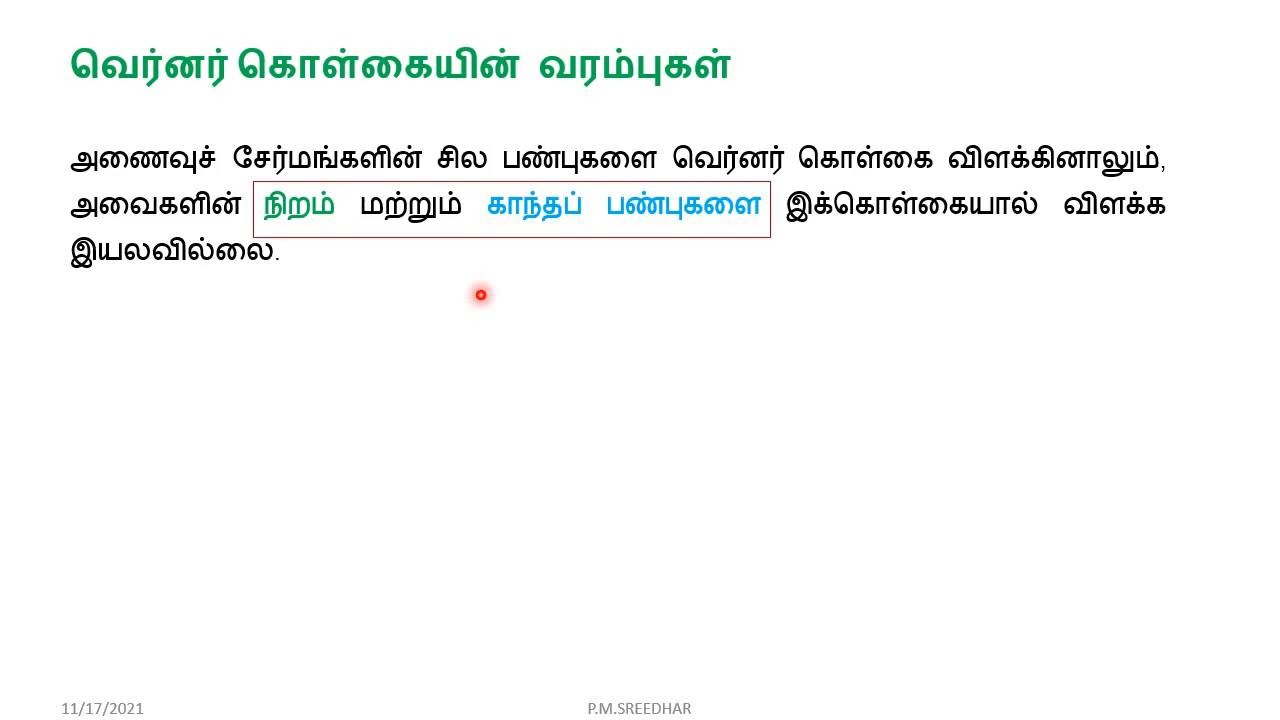 வெர்னர் கொள்கையின் வரம்புகள்
அணைவுச் சேர்மங்களின் சில பண்புகளை வெர்னர் கொள்கை விளக்கினாலும்,
அவைகளின் நிறம் மற்றும் காந்தப் பண்புகளை இக்கொள்கையால் விளக்க
இயலவில்லை.
11/17/2021 P.M.SREEDHAR